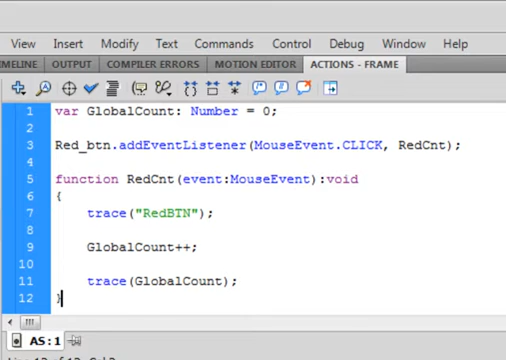 View Insert Modify Text Commands Control Debug Window Help
MELINE OUTPUT COMPILER ERRORS MOTION EDITOR ACTIONS - FRAME
1 var GlobalCount: Number = 0;
2
3 Red_btn.addEventListener(MouseEvent.CLICK, RedCnt);
4
5 function RedCnt(event:MouseEvent):void
6 {
7 trace("RedBTN");
8
9 GlobalCount++;
10
11 trace(GlobalCount);
12 }
AS:1